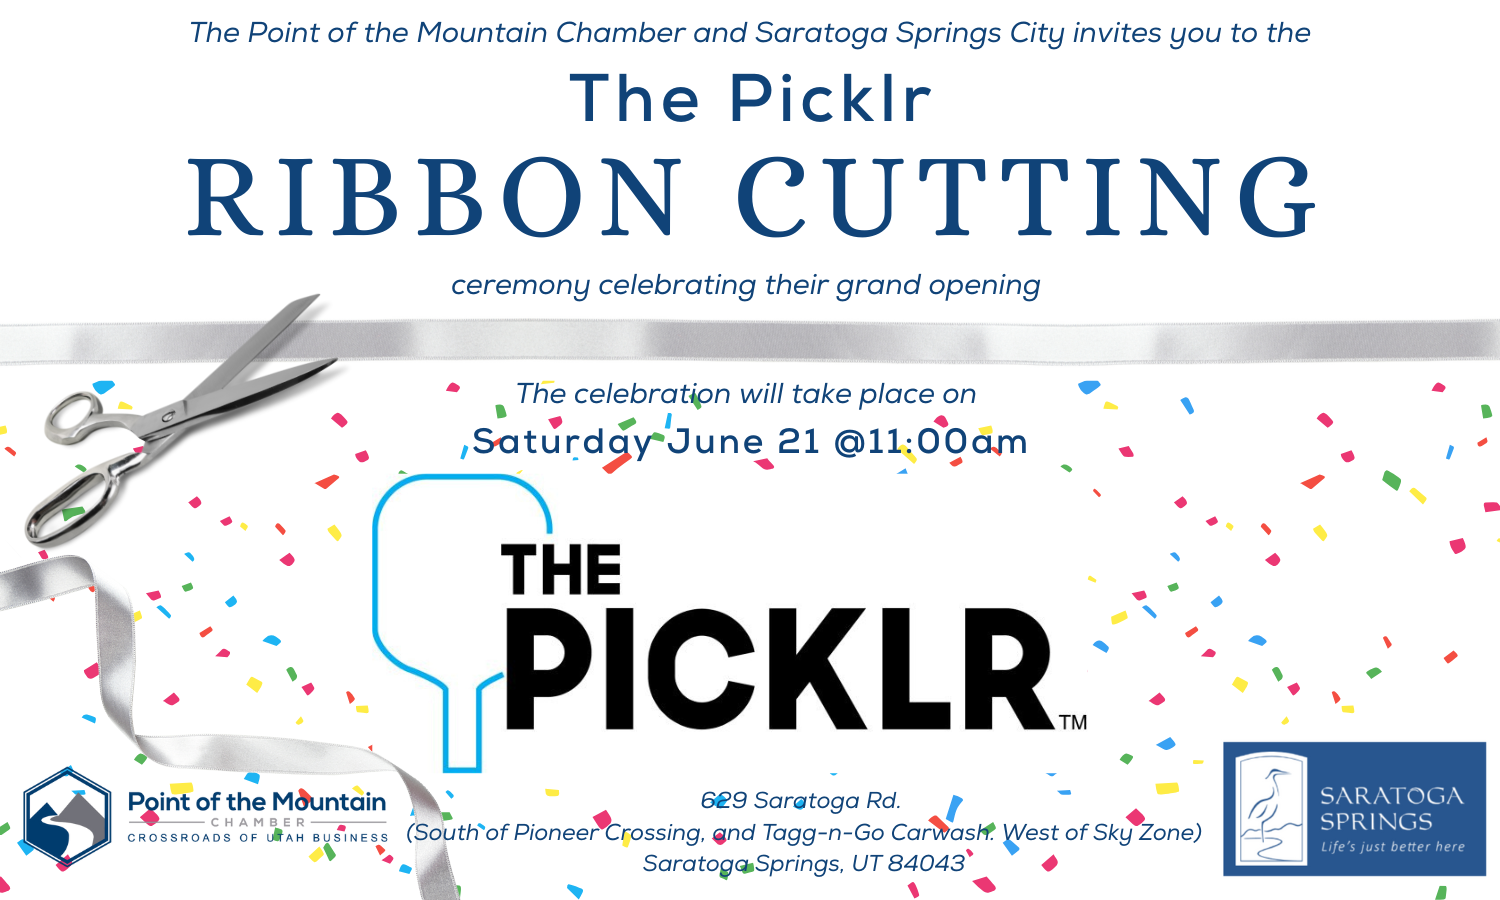 The Point of the Mountain Chamber and Saratoga Springs City invites you to the
The Picklr
RIBBON CUTTING
ceremony celebrating their grand opening
The celebration will take place on
Saturday June 21 @11:00am
THE
PICKLR™
629 Saratoga Rd.
(South of Pioneer Crossing, and Tagg-n-Go Carwash. West of Sky Zone)
Saratoga Springs, UT 84043
Point of the Mountain
CHAMBER
CROSSROADS OF UTAH BUSINESS
SARATOGA
SPRINGS
Life's just better here